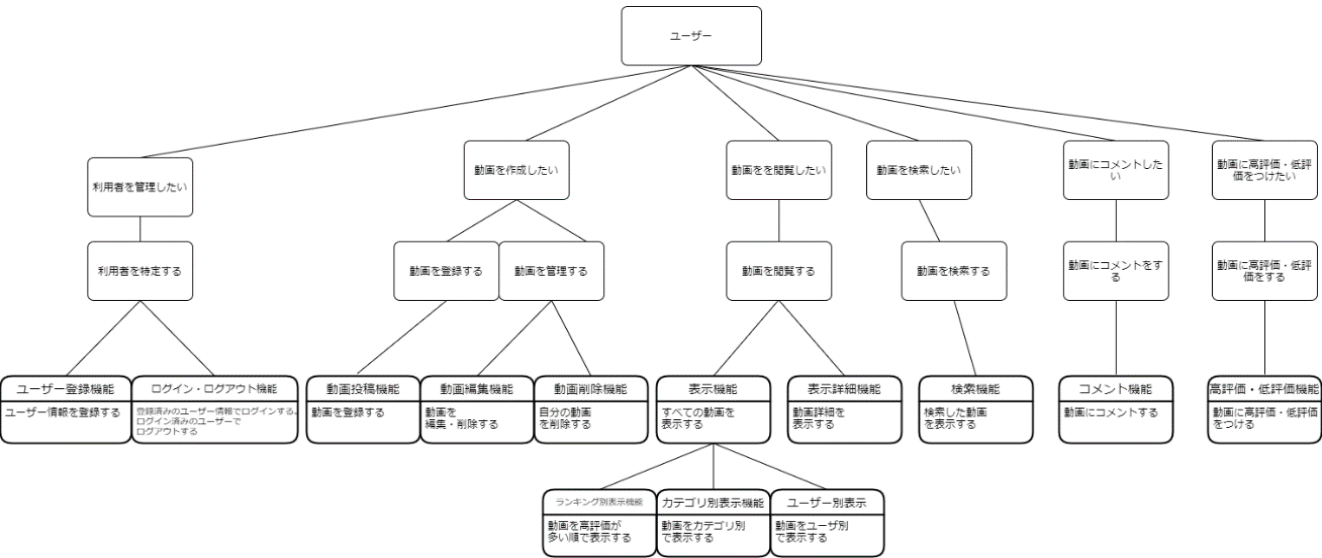 ユーザー
利用者を管理したい
動画を作成したい
動画をを閲覧したい
動画を検索したい
動画にコメントした
い
動画に高評価・低評
価をつけたい
利用者を特定する
動画を登録する
動画を管理する
動画を閲覧する
動画を検索する
動画にコメントをす
る
動画に高評価・低評
価をする
ユーザー登録機能
ユーザー情報を登録する
ログイン・ログアウト機能
登録済みのユーザー情報でログインする。
ログイン済みのユーザーで
ログアウトする
動画投稿機能
動画を登録する
動画編集機能
動画を
編集・削除する
動画削除機能
自分の動画
を削除する
表示機能
すべての動画を
表示する
表示詳細機能
動画詳細を
表示する
検索機能
検索した動画
を表示する
コメント機能
動画にコメントする
高評価・低評価機能
動画に高評価・低評価
をつける
ランキング別表示機能
動画を高評価が
多い順で表示する
カテゴリ別表示機能
動画をカテゴリ別
で表示する
ユーザー別表示
動画をユーザ別
で表示する